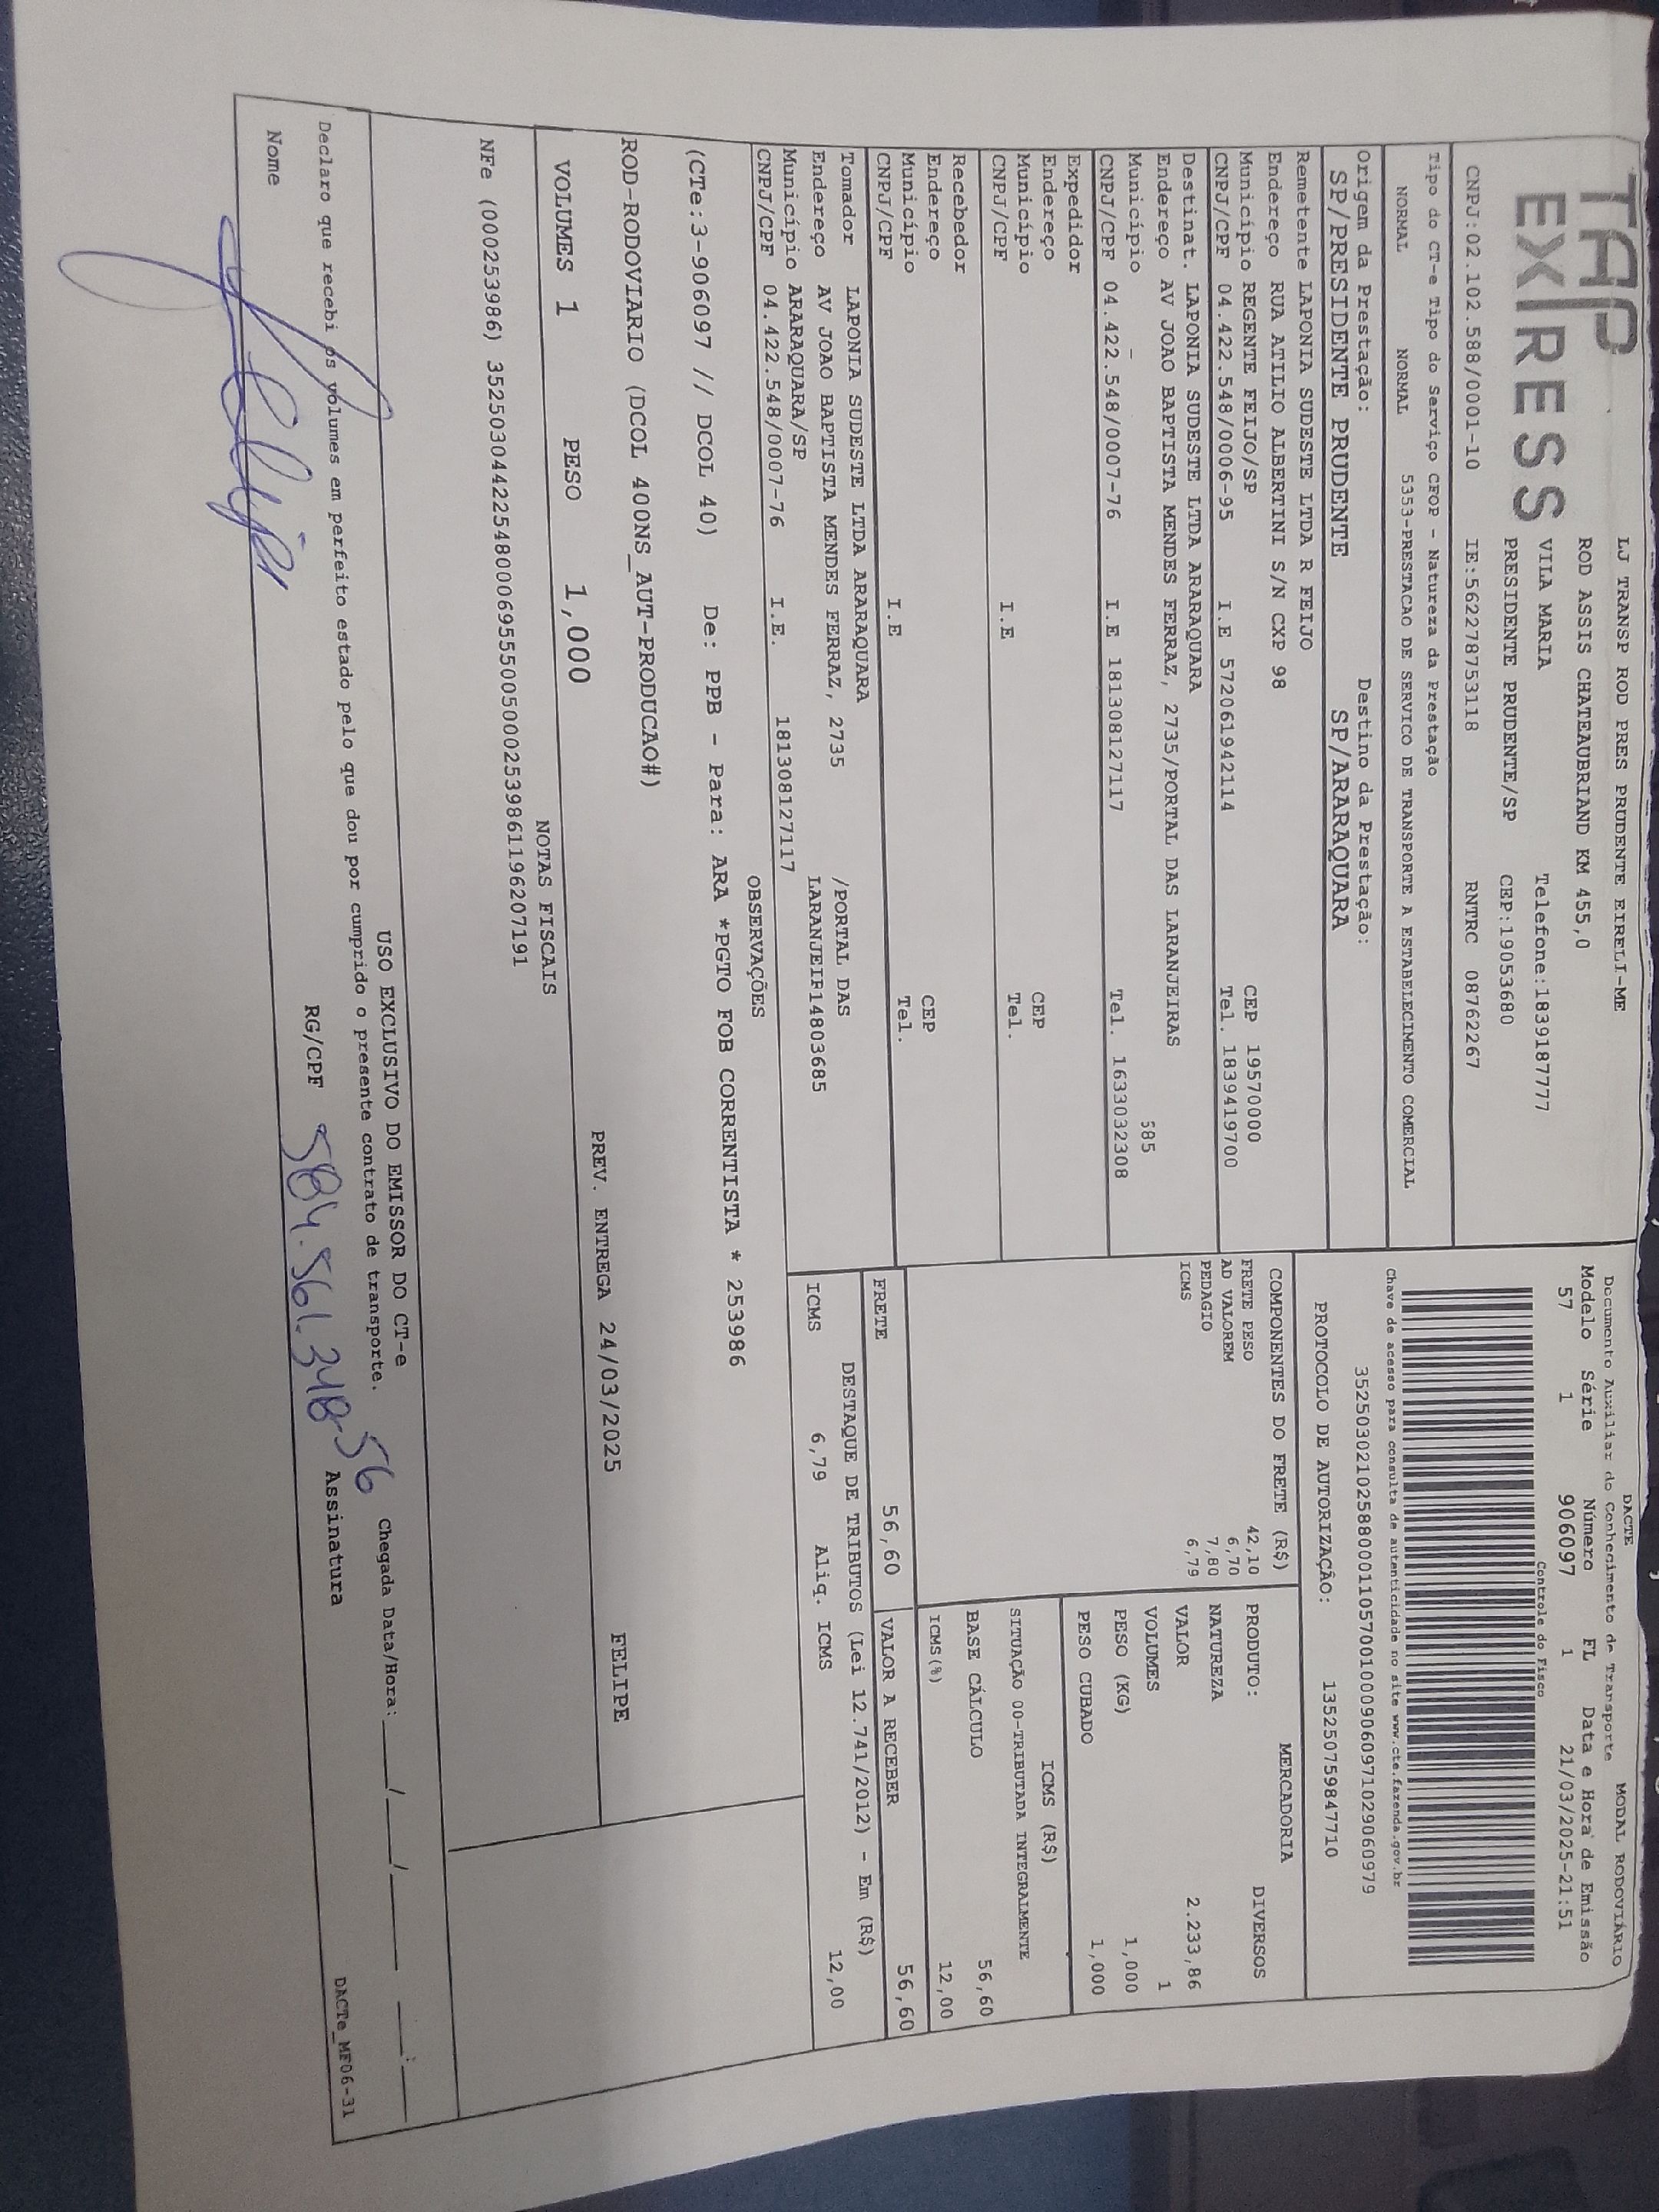 TAP
EXPRESS
LJ TRANSP ROD PRES PRUDENTE EIRELI-ME
ROD ASSIS CHATEAUBRIAND KM 455,0
VILA MARIA Telefone:1839187777
PRESIDENTE PRUDENTE/SP CEP:19053680
CNPJ:02.102.588/0001-10 IE:562278753118 RNTRC 08762267
Tipo do CT-e Tipo do Serviço CFOP - Natureza da Prestação
NORMAL NORMAL 5353-PRESTACAO DE SERVICO DE TRANSPORTE A ESTABELECIMENTO COMERCIAL
Origem da Prestação: Destino da Prestação:
SP/PRESIDENTE PRUDENTE SP/ARARAQUARA
Remetente LAPONIA SUDESTE LTDA R FEIJO
Endereço RUA ATILIO ALBERTINI S/N CXP 98
Município REGENTE FEIJO/SP CEP 19570000
CNPJ/CPF 04.422.548/0006-95 I.E 572061942114 Tel. 1839419700
Destinat. LAPONIA SUDESTE LTDA ARARAQUARA
Endereço AV JOAO BAPTISTA MENDES FERRAZ, 2735/PORTAL DAS LARANJEIRAS
Município - 585
CNPJ/CPF 04.422.548/0007-76 I.E 181308127117 Tel. 1633032308
Expedidor
Endereço
Município CEP
CNPJ/CPF I.E Tel.
Recebedor
Endereço
Município CEP
CNPJ/CPF I.E Tel.
Tomador LAPONIA SUDESTE LTDA ARARAQUARA
Endereço AV JOAO BAPTISTA MENDES FERRAZ, 2735 /PORTAL DAS
Município ARARAQUARA/SP LARANJEIR14803685
CNPJ/CPF 04.422.548/0007-76 I.E. 181308127117
DACTE
Documento Auxiliar do Conhecimento de Transporte MODAL RODOVIÁRIO
Modelo Série Número FL Data e Hora de Emissão
57 1 906097 1 21/03/2025-21:51
Controle do Fisco
Chave de acesso para consulta de autenticidade no site www.cte.fazenda.gov.br
35250302102588000110570010009060971029060979
PROTOCOLO DE AUTORIZAÇÃO: 135250759847710
COMPONENTES DO FRETE (R$)
FRETE PESO 42,10
AD VALOREM 6,70
PEDAGIO 7,80
ICMS 6,79
MERCADORIA
PRODUTO: DIVERSOS
NATUREZA
VALOR 2.233,86
VOLUMES 1
PESO (KG) 1,000
PESO CUBADO 1,000
ICMS (R$)
SITUAÇÃO 00-TRIBUTADA INTEGRALMENTE
BASE CÁLCULO 56,60
ICMS(%) 12,00
FRETE 56,60 VALOR A RECEBER 56,60
DESTAQUE DE TRIBUTOS (Lei 12.741/2012) - Em (R$)
ICMS 6,79 Aliq. ICMS 12,00
OBSERVAÇÕES
(CTe:3-906097 // DCOL 40) De: PPB - Para: ARA *PGTO FOB CORRENTISTA * 253986
ROD-RODOVIARIO (DCOL 400NS_AUT-PRODUCAO#)
PREV. ENTREGA 24/03/2025 FELIPE
VOLUMES 1 PESO 1,000
NOTAS FISCAIS
NFe (000253986) 35250304422548000695550050002539861196207191
USO EXCLUSIVO DO EMISSOR DO CT-e
Declaro que recebi os volumes em perfeito estado pelo que dou por cumprido o presente contrato de transporte. Chegada Data/Hora:____/____/____ __:__
Nome RG/CPF 584.561.348-56 Assinatura
DACTe_MF06-31